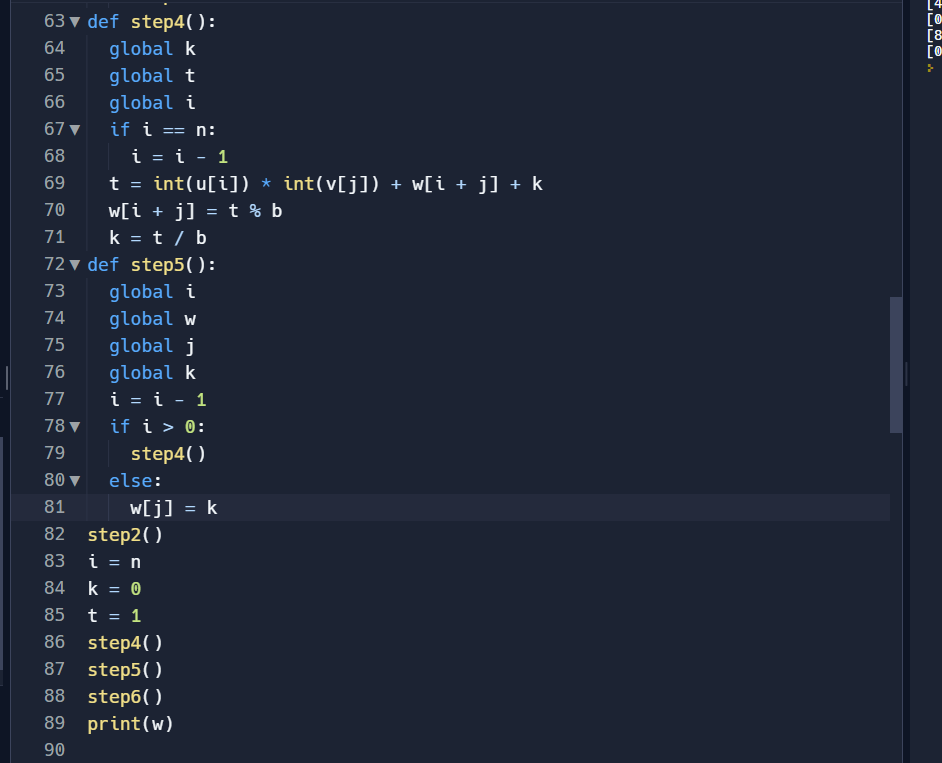 63 def step4():
64 global k
65 global t
66 global i
67 if i == n:
68 i = i - 1
69 t = int(u[i]) * int(v[j]) + w[i + j] + k
70 w[i + j] = t % b
71 k = t / b
72 def step5():
73 global i
74 global w
75 global j
76 global k
77 i = i - 1
78 if i > 0:
79 step4()
80 else:
81 w[j] = k
82 step2()
83 i = n
84 k = 0
85 t = 1
86 step4()
87 step5()
88 step6()
89 print(w)
90
[4
[0
[8
[0